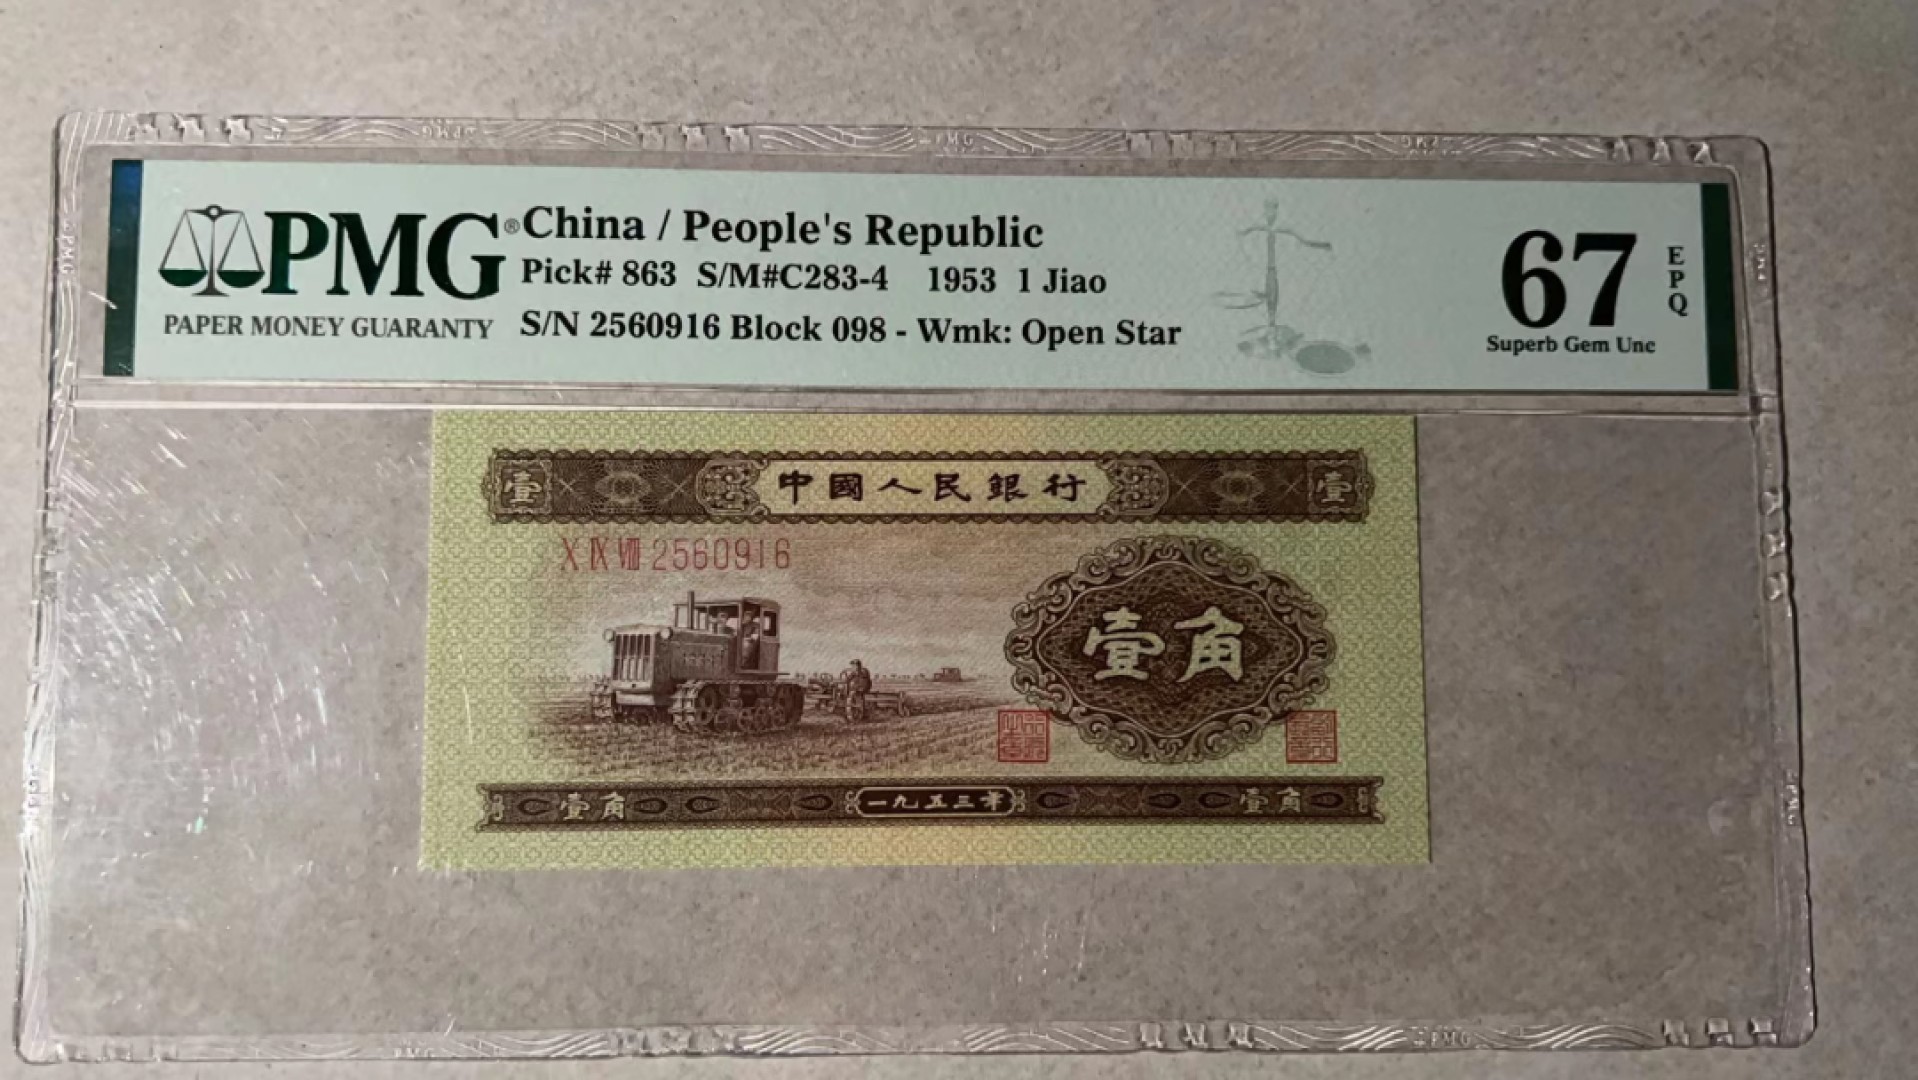 PMG® China / People's Republic
Pick# 863 S/M#C283-4 1953 1 Jiao
PAPER MONEY GUARANTY S/N 2560916 Block 098 - Wmk: Open Star
67 EPQ
Superb Gem Unc
壹 中國人民銀行 壹
X IX VIII 2560916
壹角
壹角 一九五三年 壹角